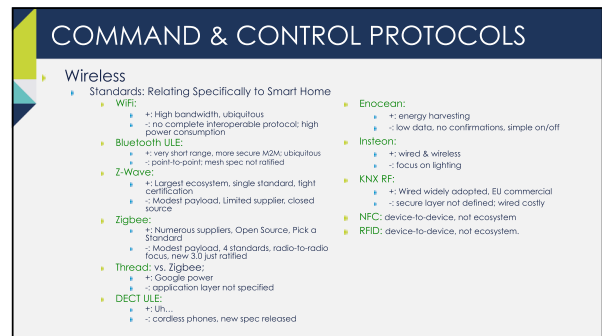 COMMAND & CONTROL PROTOCOLS
Wireless
Standards: Relating Specifically to Smart Home
WiFi:
+: High bandwidth, ubiquitous
-: no complete interoperable protocol; high
power consumption
Bluetooth ULE:
+: very short range, more secure M2M; ubiquitous
-: point-to-point; mesh spec not ratified
Z-Wave:
+: Largest ecosystem, single standard, tight
certification
-: Modest payload, Limited supplier, closed
source
Zigbee:
+: Numerous suppliers, Open Source, Pick a
Standard
-: Modest payload, 4 standards, radio-to-radio
focus, new 3.0 just ratified
Thread: vs. Zigbee;
+: Google power
-: application layer not specified
DECT ULE:
+: Uh...
-: cordless phones, new spec released
Enocean:
+: energy harvesting
-: low data, no confirmations, simple on/off
Insteon:
+: wired & wireless
-: focus on lighting
KNX RF:
+: Wired widely adopted, EU commercial
-: secure layer not defined; wired costly
NFC: device-to-device, not ecosystem
RFID: device-to-device, not ecosystem.